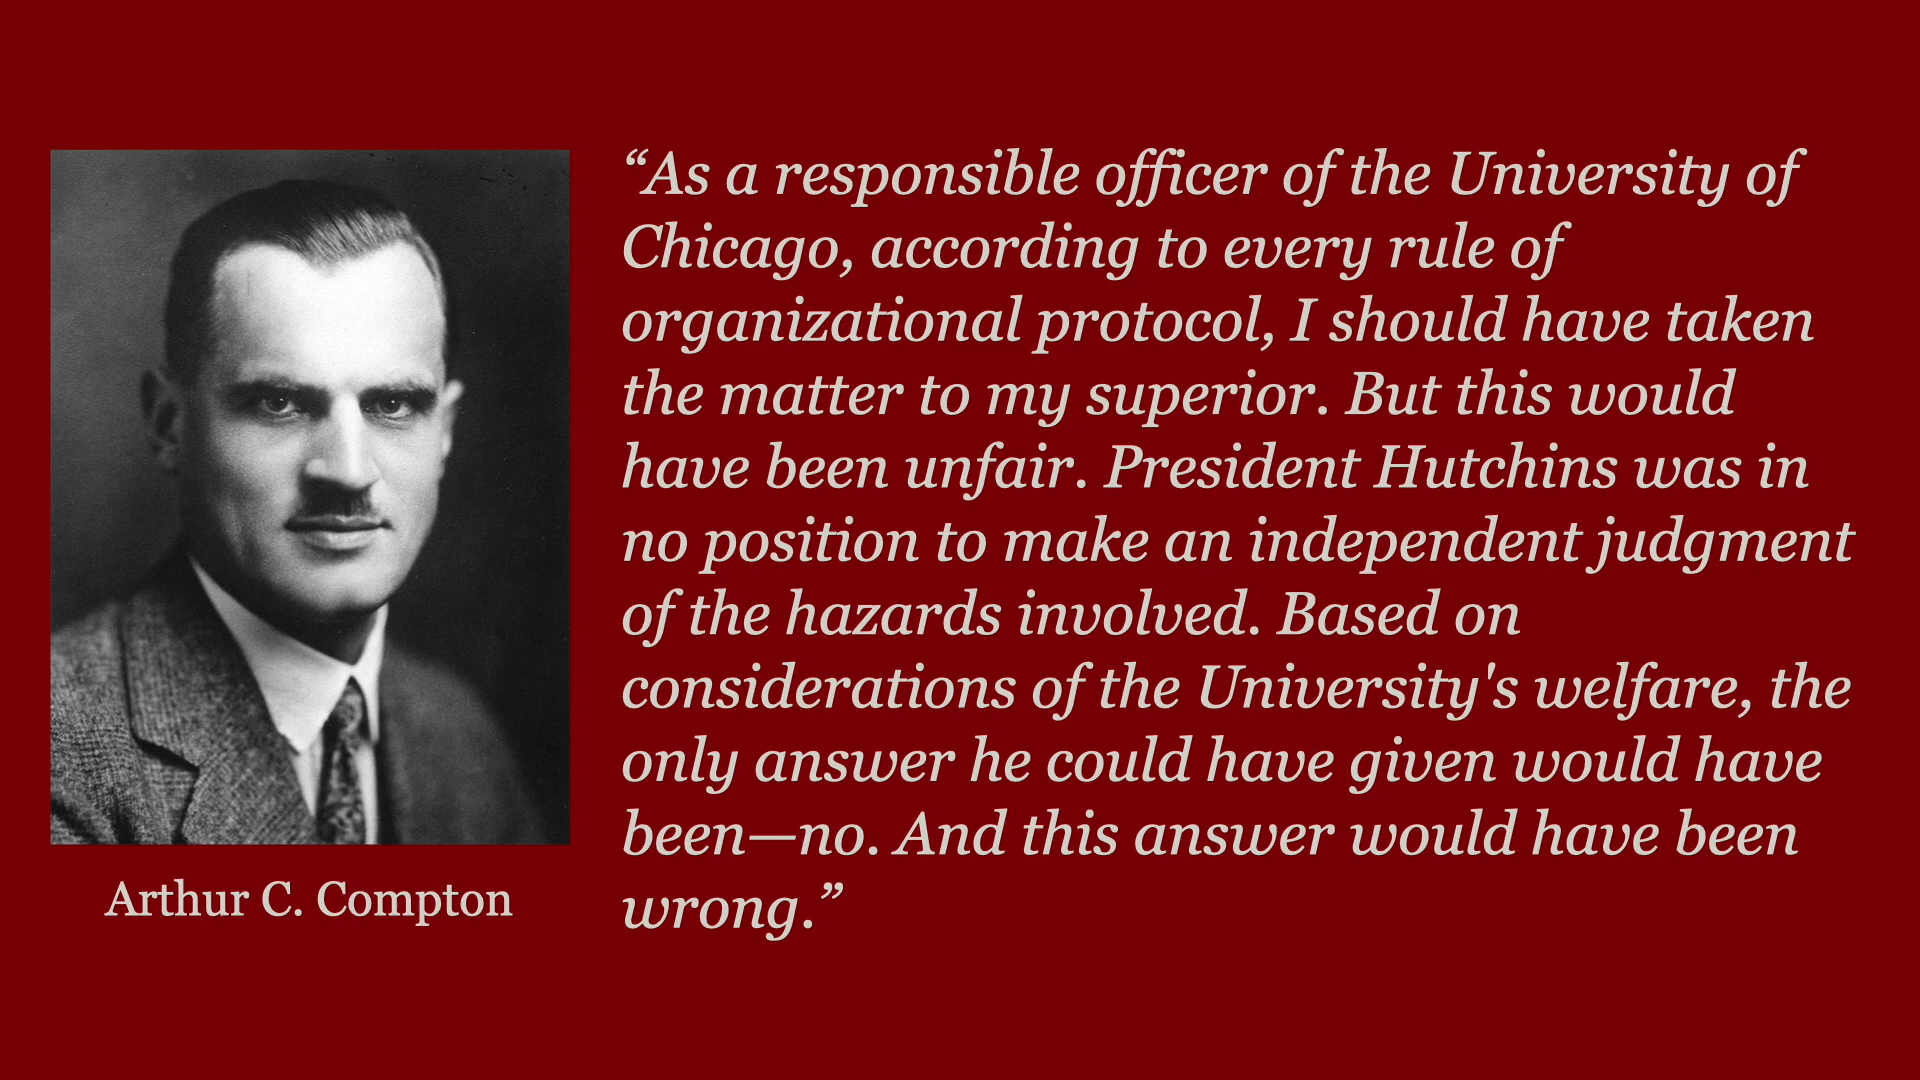 “As a responsible officer of the University of
Chicago, according to every rule of
organizational protocol, I should have taken
the matter to my superior. But this would
have been unfair. President Hutchins was in
no position to make an independent judgment
of the hazards involved. Based on
considerations of the University's welfare, the
only answer he could have given would have
been—no. And this answer would have been
wrong.”
Arthur C. Compton